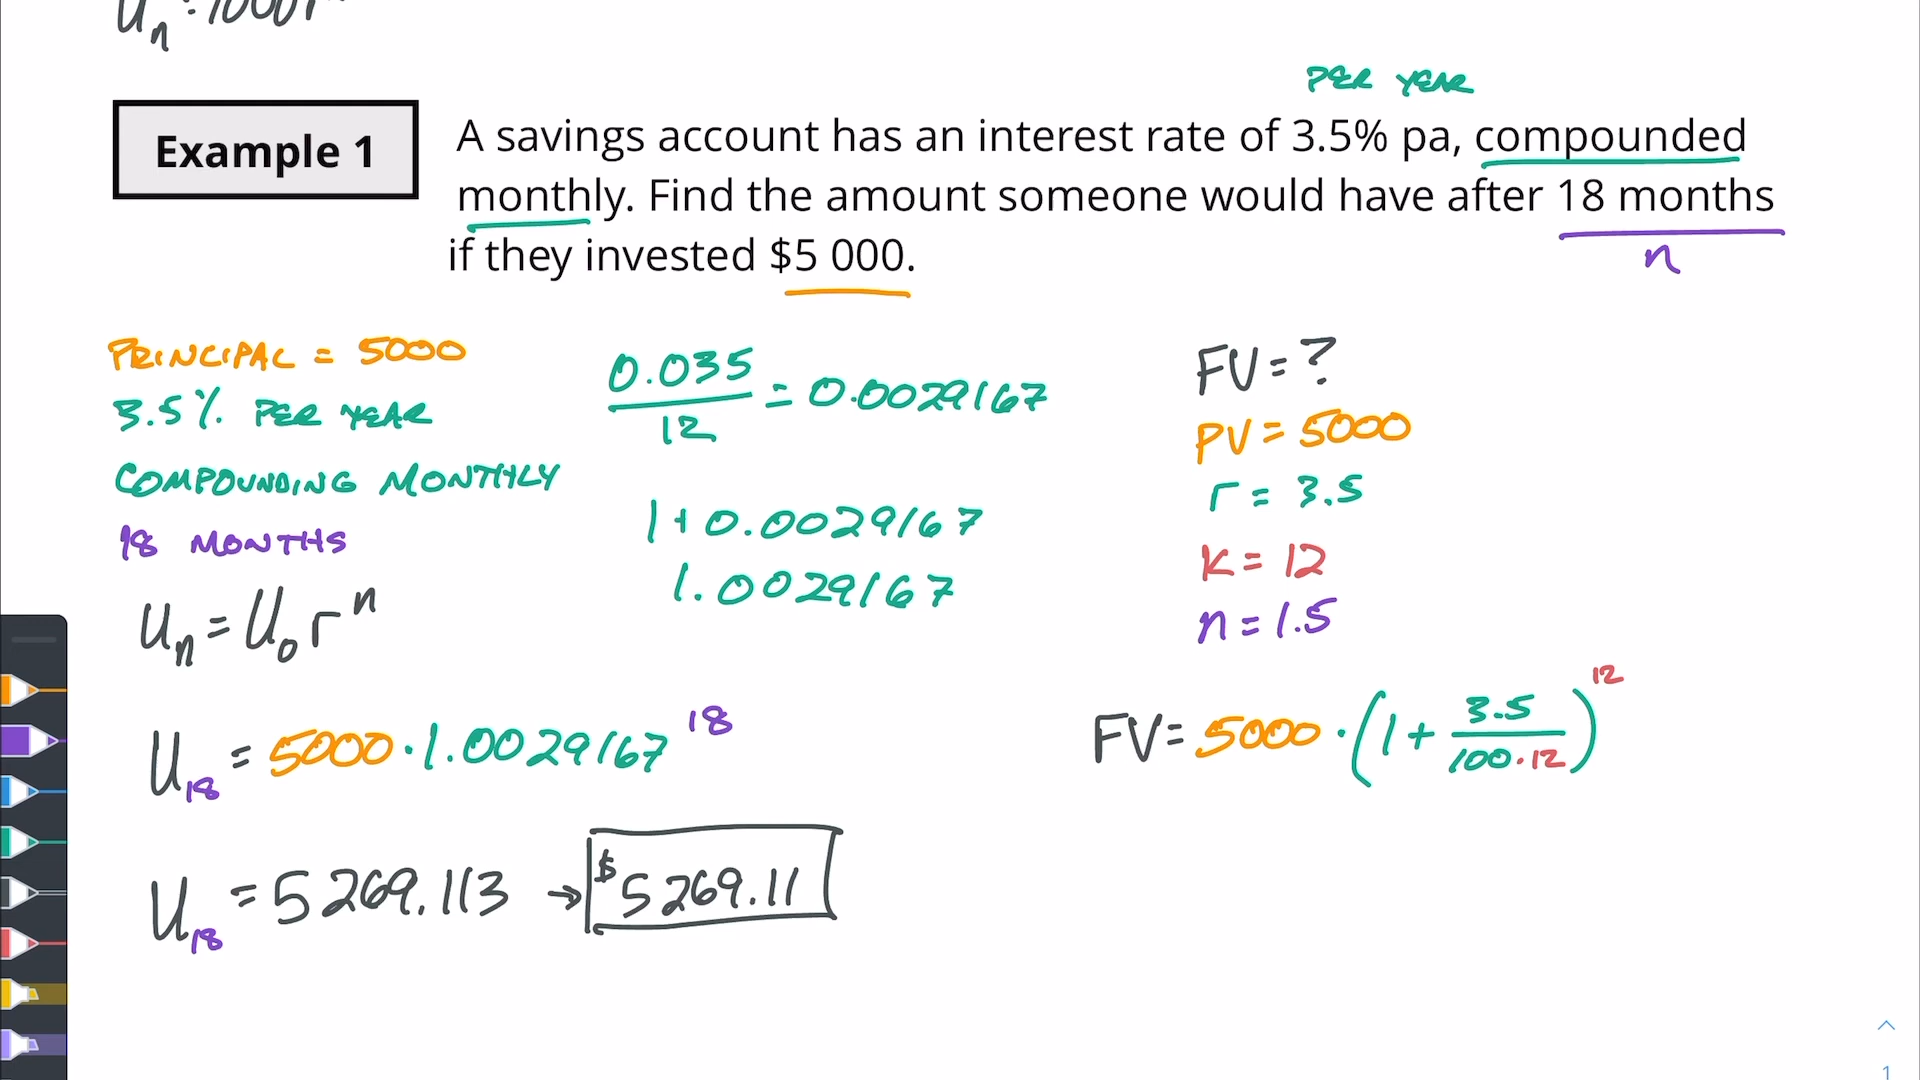 Un = 1000 r^n
PER YEAR
Example 1
A savings account has an interest rate of 3.5% pa, compounded
monthly. Find the amount someone would have after 18 months
if they invested $5 000.
n
PRINCIPAL = 5000
3.5% PER YEAR
COMPOUNDING MONTHLY
18 MONTHS
Un = U0 r^n
U18 = 5000 · 1.0029167^18
U18 = 5269.113 → $5269.11
0.035/12 = 0.0029167
1 + 0.0029167
1.0029167
FV = ?
PV = 5000
r = 3.5
k = 12
n = 1.5
FV = 5000 · (1 + 3.5/(100·12))^12
1